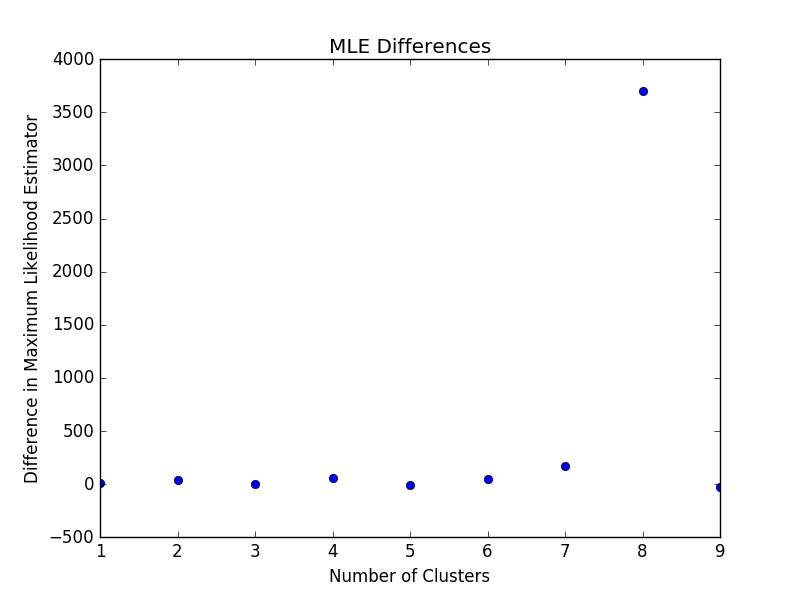 MLE Differences
4000
3500
3000
2500
2000
1500
1000
500
0
−500
Difference in Maximum Likelihood Estimator
1 2 3 4 5 6 7 8 9
Number of Clusters